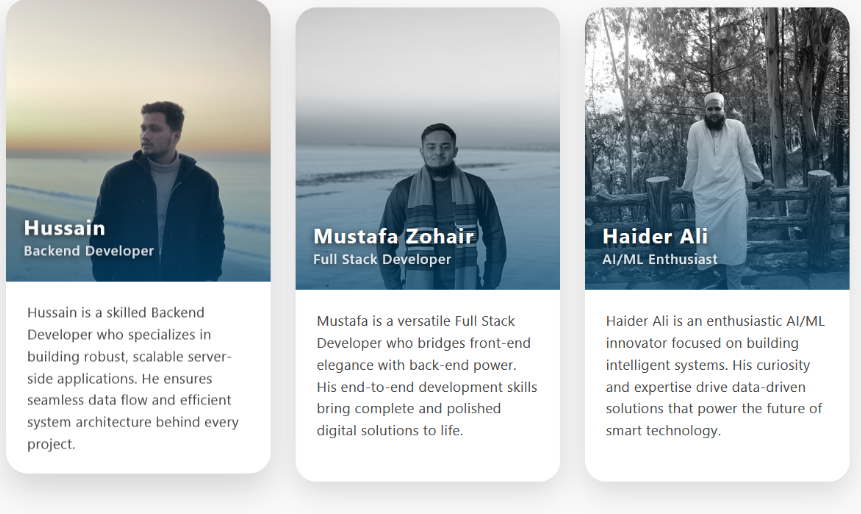 Hussain
Backend Developer
Hussain is a skilled Backend
Developer who specializes in
building robust, scalable server-
side applications. He ensures
seamless data flow and efficient
system architecture behind every
project.
Mustafa Zohair
Full Stack Developer
Mustafa is a versatile Full Stack
Developer who bridges front-end
elegance with back-end power.
His end-to-end development skills
bring complete and polished
digital solutions to life.
Haider Ali
AI/ML Enthusiast
Haider Ali is an enthusiastic AI/ML
innovator focused on building
intelligent systems. His curiosity
and expertise drive data-driven
solutions that power the future of
smart technology.